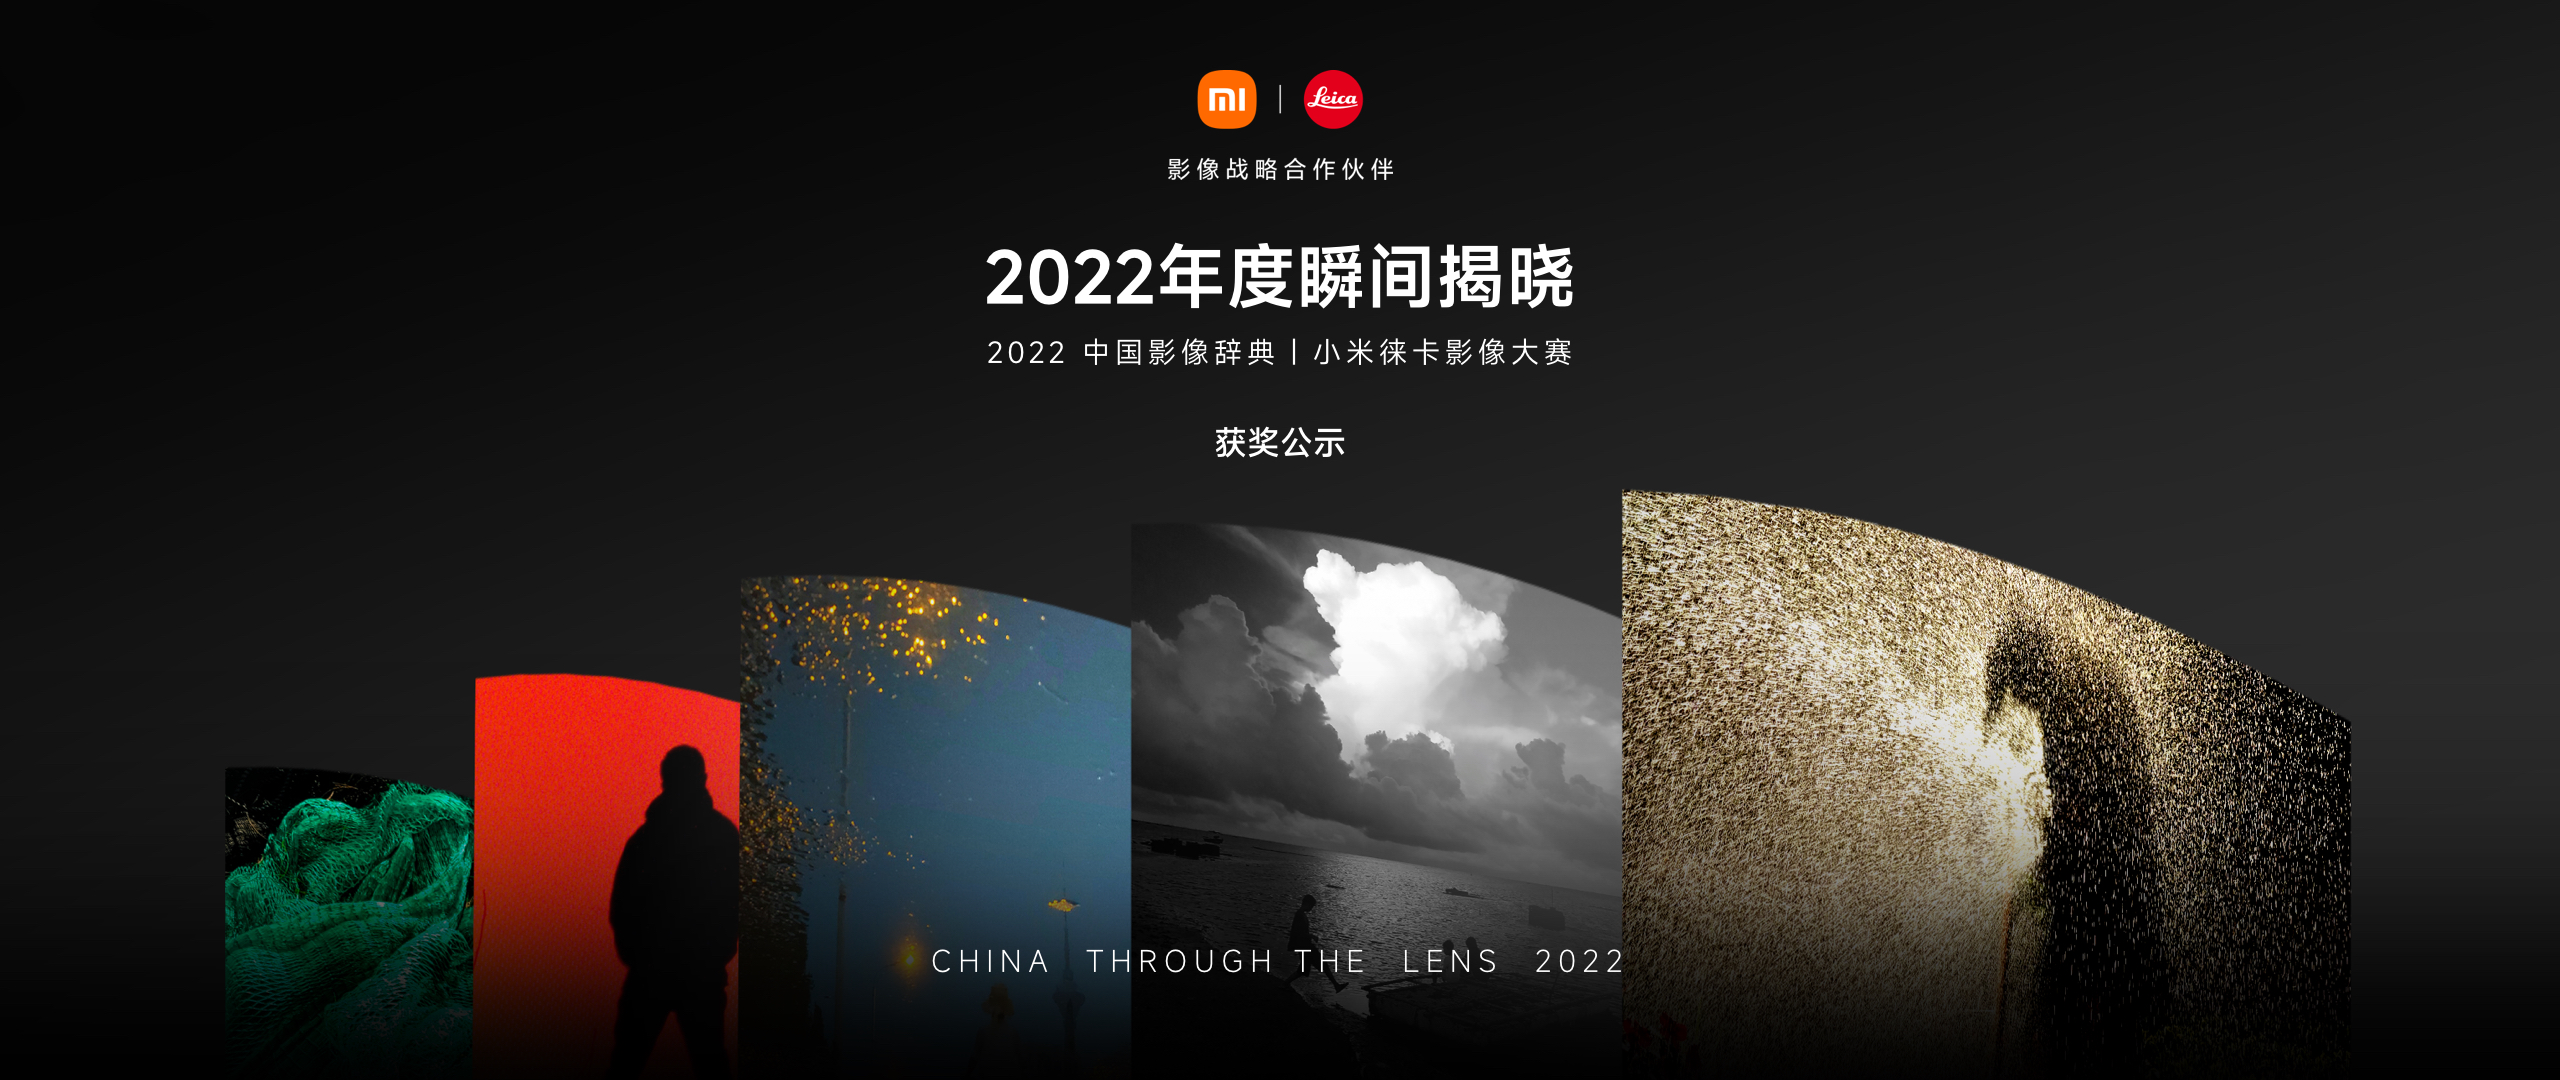 mi | Leica
影像战略合作伙伴
2022年度瞬间揭晓
2022 中国影像辞典丨小米徕卡影像大赛
获奖公示
CHINA THROUGH THE LENS 2022